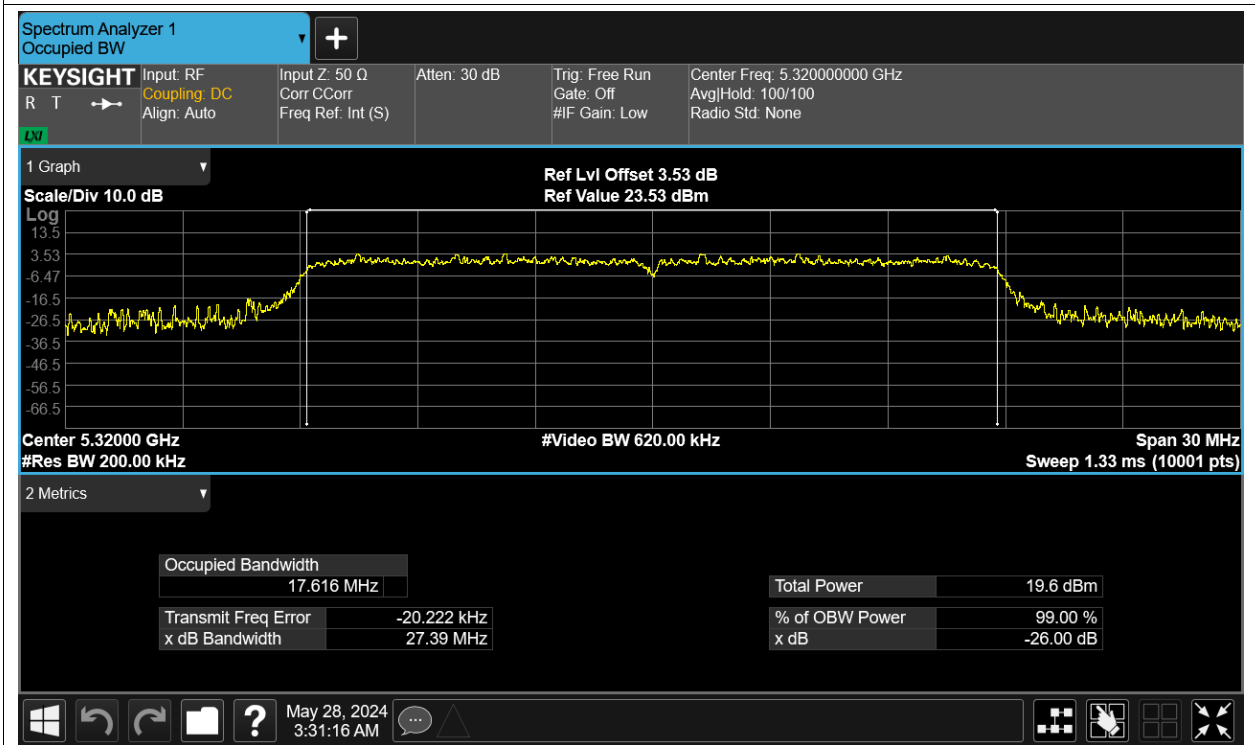 Spectrum Analyzer 1
Occupied BW
KEYSIGHT
R T
LXI
Input: RF
Coupling: DC
Align: Auto
Input Z: 50 Ω
Corr CCorr
Freq Ref: Int (S)
Atten: 30 dB
Trig: Free Run
Gate: Off
#IF Gain: Low
Center Freq: 5.320000000 GHz
Avg|Hold: 100/100
Radio Std: None
1 Graph
Scale/Div 10.0 dB
Ref Lvl Offset 3.53 dB
Ref Value 23.53 dBm
Log
13.5
3.53
-6.47
-16.5
-26.5
-36.5
-46.5
-56.5
-66.5
Center 5.32000 GHz
#Res BW 200.00 kHz
#Video BW 620.00 kHz
Span 30 MHz
Sweep 1.33 ms (10001 pts)
2 Metrics
Occupied Bandwidth
17.616 MHz
Transmit Freq Error -20.222 kHz
x dB Bandwidth 27.39 MHz
Total Power 19.6 dBm
% of OBW Power 99.00 %
x dB -26.00 dB
?
May 28, 2024
3:31:16 AM